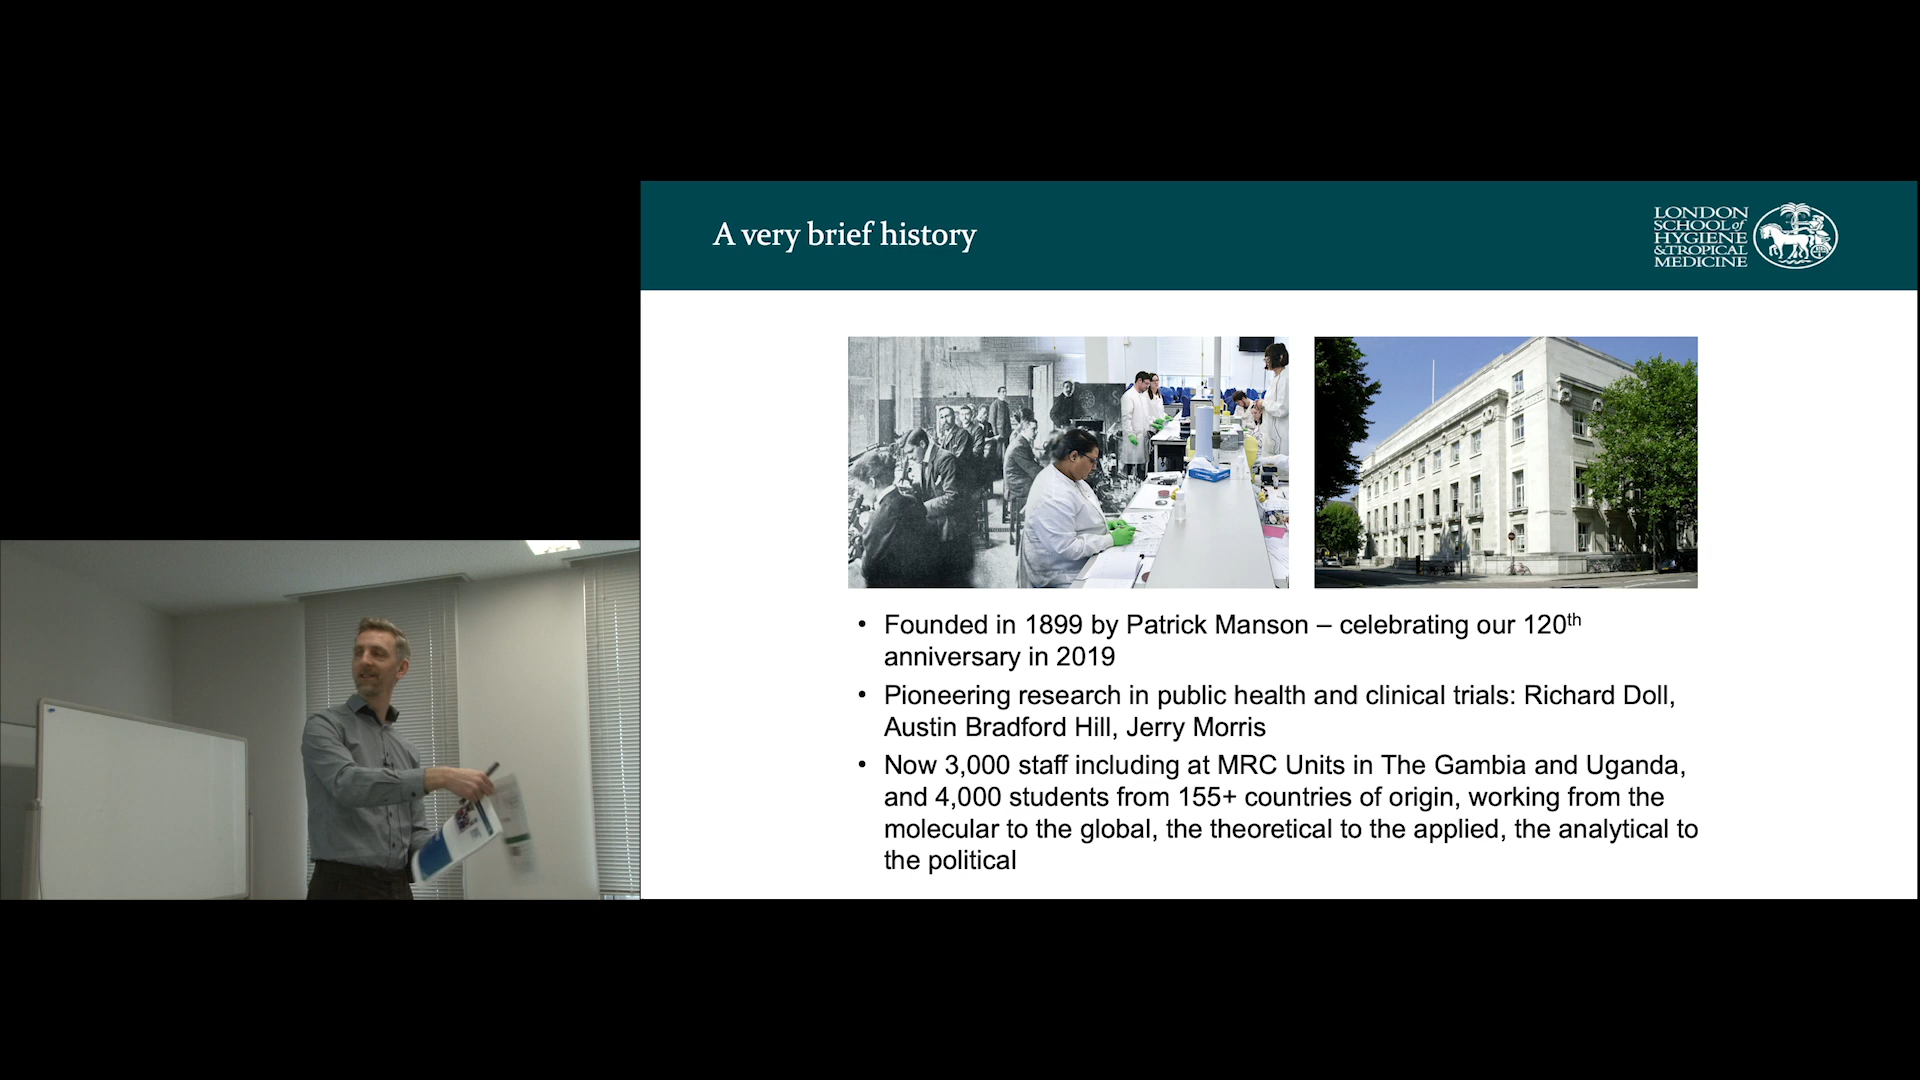 A very brief history
LONDON
SCHOOL of
HYGIENE
& TROPICAL
MEDICINE
• Founded in 1899 by Patrick Manson – celebrating our 120th
anniversary in 2019
• Pioneering research in public health and clinical trials: Richard Doll,
Austin Bradford Hill, Jerry Morris
• Now 3,000 staff including at MRC Units in The Gambia and Uganda,
and 4,000 students from 155+ countries of origin, working from the
molecular to the global, the theoretical to the applied, the analytical to
the political